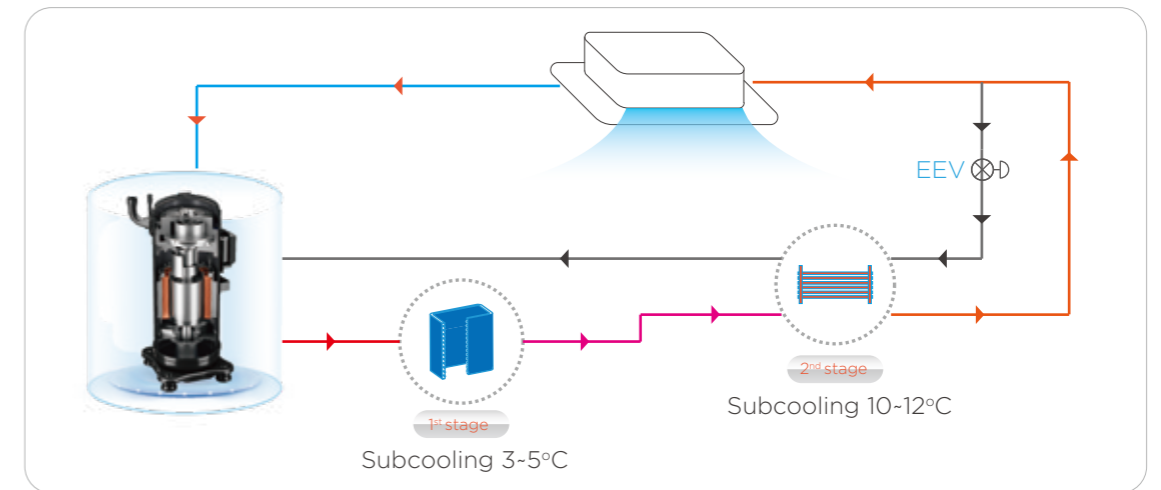 EEV
2nd stage
Subcooling 10~12°C
1st stage
Subcooling 3~5°C